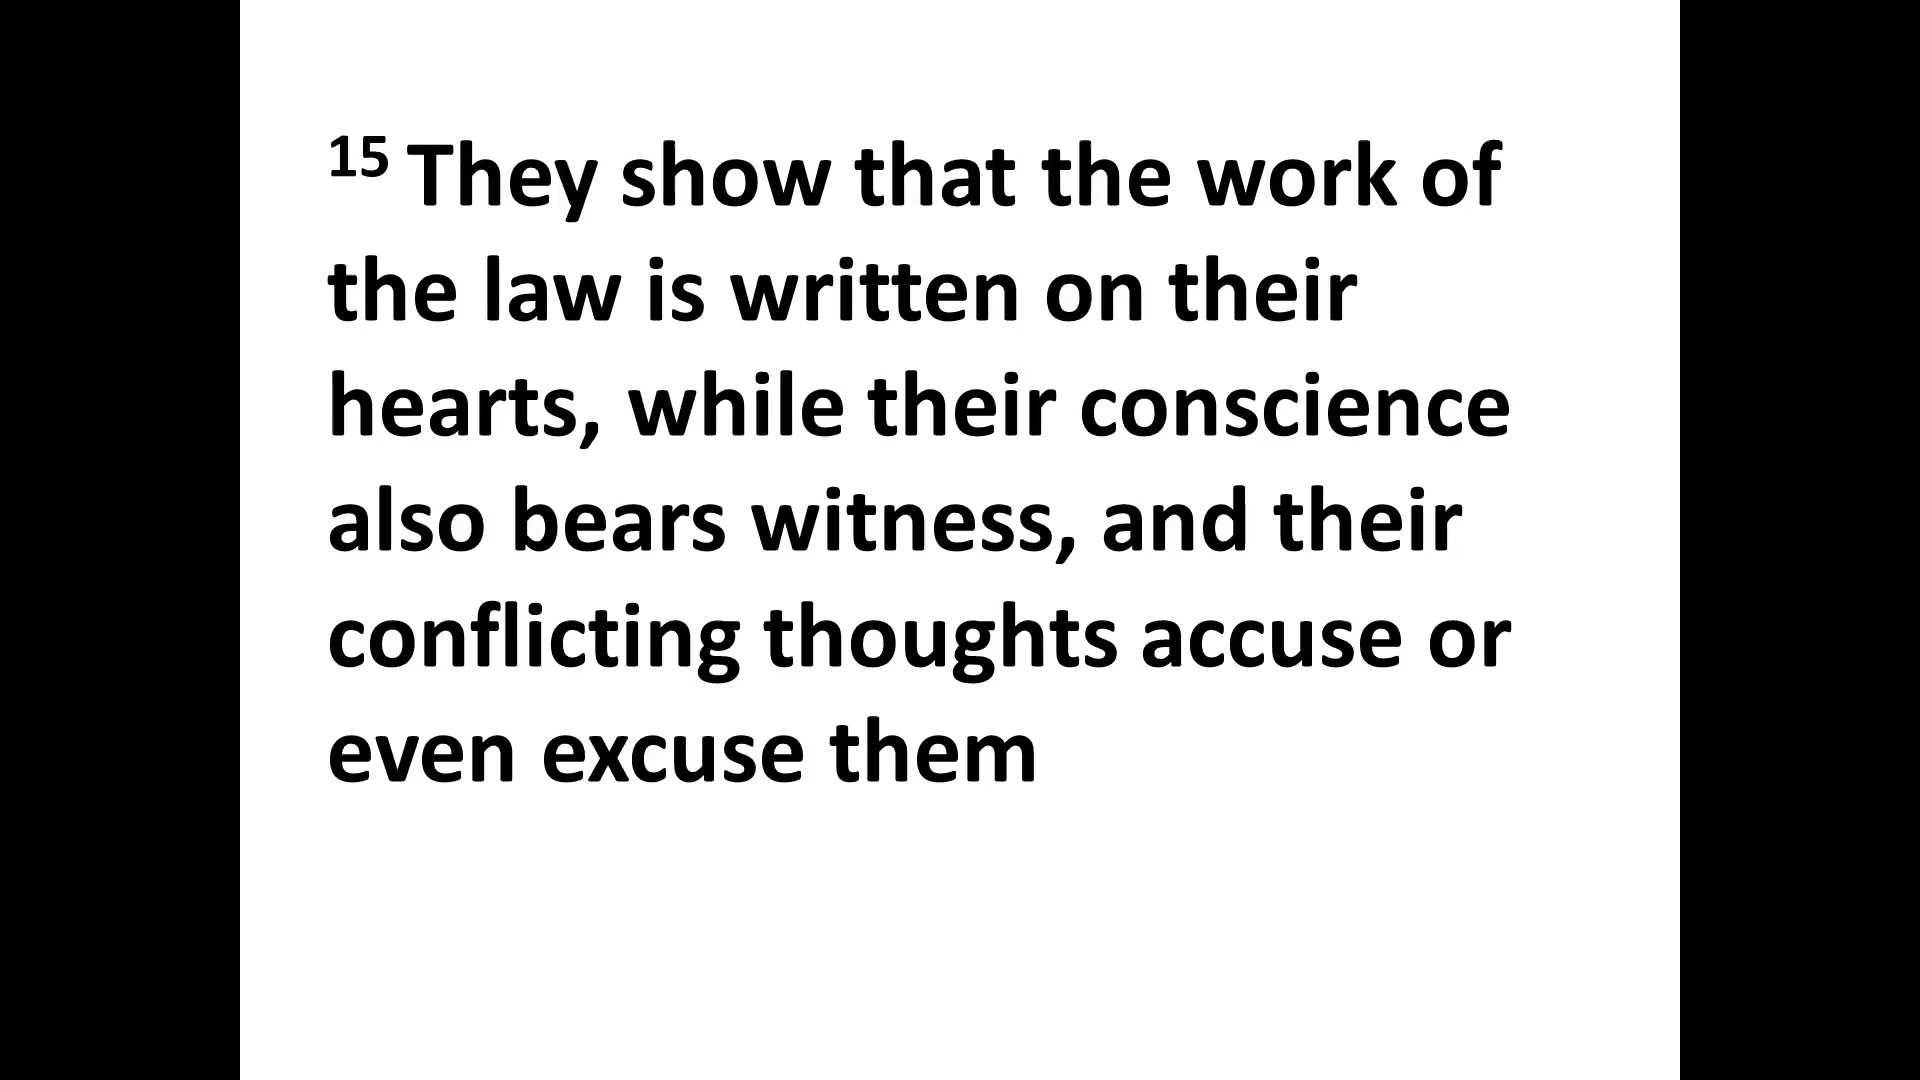 15 They show that the work of
the law is written on their
hearts, while their conscience
also bears witness, and their
conflicting thoughts accuse or
even excuse them